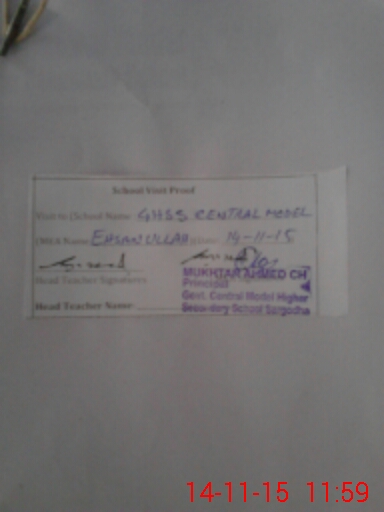 School Visit Proof
Visit to (School Name GHSS CENTRAL MODEL
(MEA Name EHSAN ULLAH) Date: 14-11-15
Head Teacher Signatures
MUKHTAR AHMED CH
Principal
Govt. Central Model Higher
Secondary School Sargodha
Head Teacher Name:
14-11-15 11:59